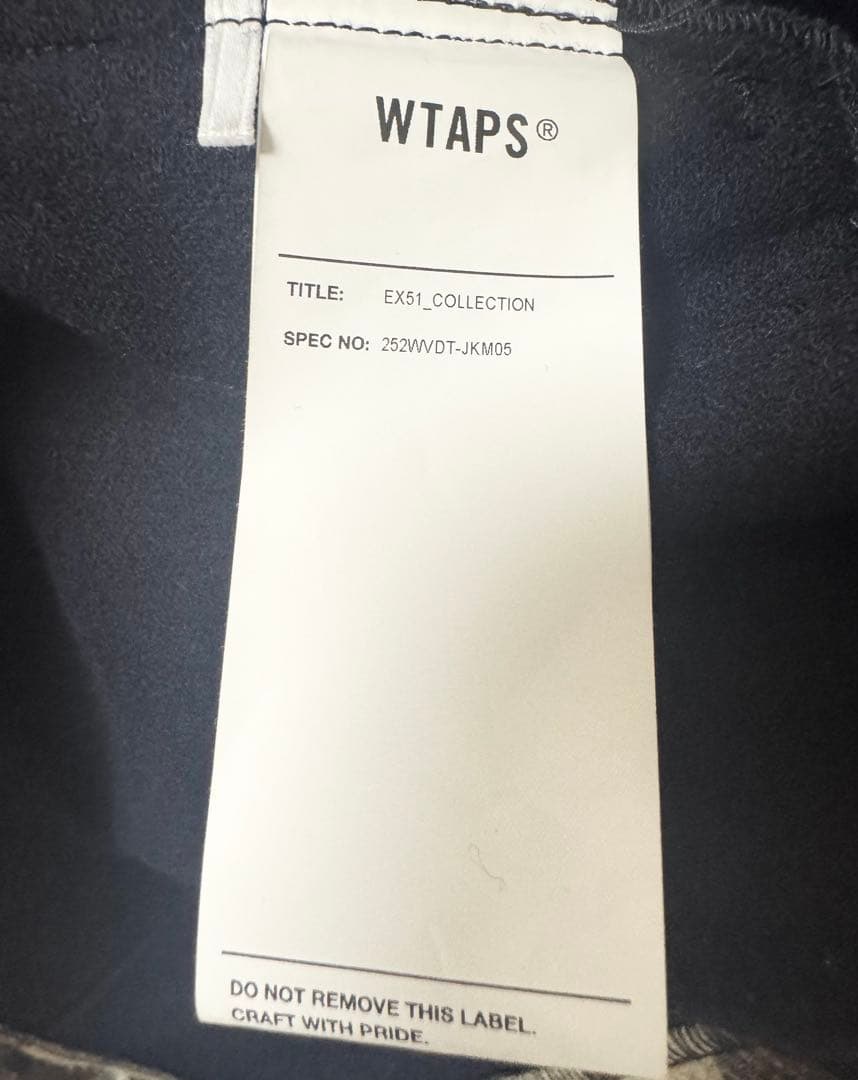 WTAPS®
TITLE: EX51_COLLECTION
SPEC NO: 252WVDT-JKM05
DO NOT REMOVE THIS LABEL.
CRAFT WITH PRIDE.